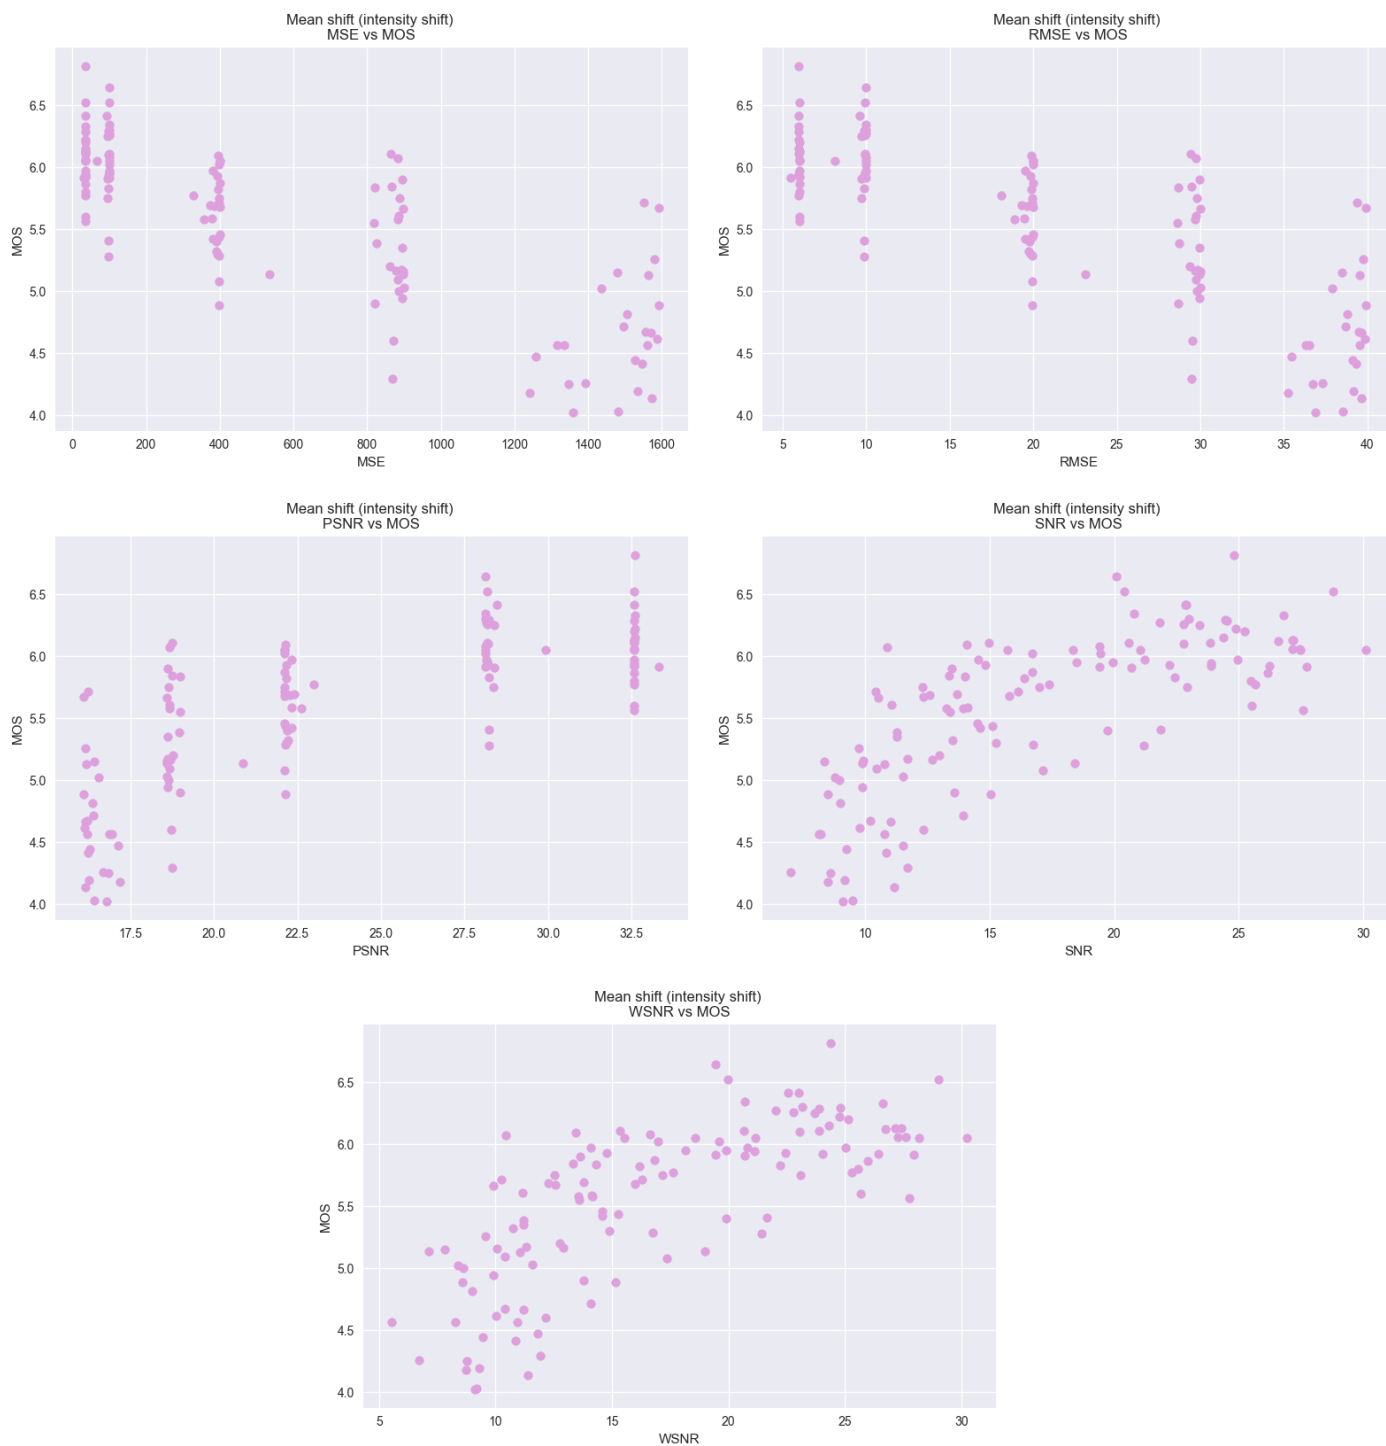 Mean shift (intensity shift)
MSE vs MOS
MOS
6.5
6.0
5.5
5.0
4.5
4.0
0 200 400 600 800 1000 1200 1400 1600
MSE
Mean shift (intensity shift)
RMSE vs MOS
MOS
6.5
6.0
5.5
5.0
4.5
4.0
5 10 15 20 25 30 35 40
RMSE
Mean shift (intensity shift)
PSNR vs MOS
MOS
6.5
6.0
5.5
5.0
4.5
4.0
17.5 20.0 22.5 25.0 27.5 30.0 32.5
PSNR
Mean shift (intensity shift)
SNR vs MOS
MOS
6.5
6.0
5.5
5.0
4.5
4.0
10 15 20 25 30
SNR
Mean shift (intensity shift)
WSNR vs MOS
MOS
6.5
6.0
5.5
5.0
4.5
4.0
5 10 15 20 25 30
WSNR